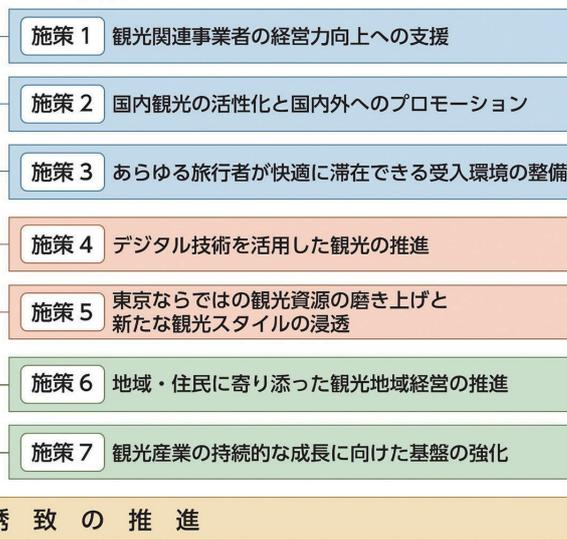 施策 1 観光関連事業者の経営力向上への支援
施策 2 国内観光の活性化と国内外へのプロモーション
施策 3 あらゆる旅行者が快適に滞在できる受入環境の整備
施策 4 デジタル技術を活用した観光の推進
施策 5 東京ならではの観光資源の磨き上げと
新たな観光スタイルの浸透
施策 6 地域・住民に寄り添った観光地域経営の推進
施策 7 観光産業の持続的な成長に向けた基盤の強化
誘 致 の 推 進